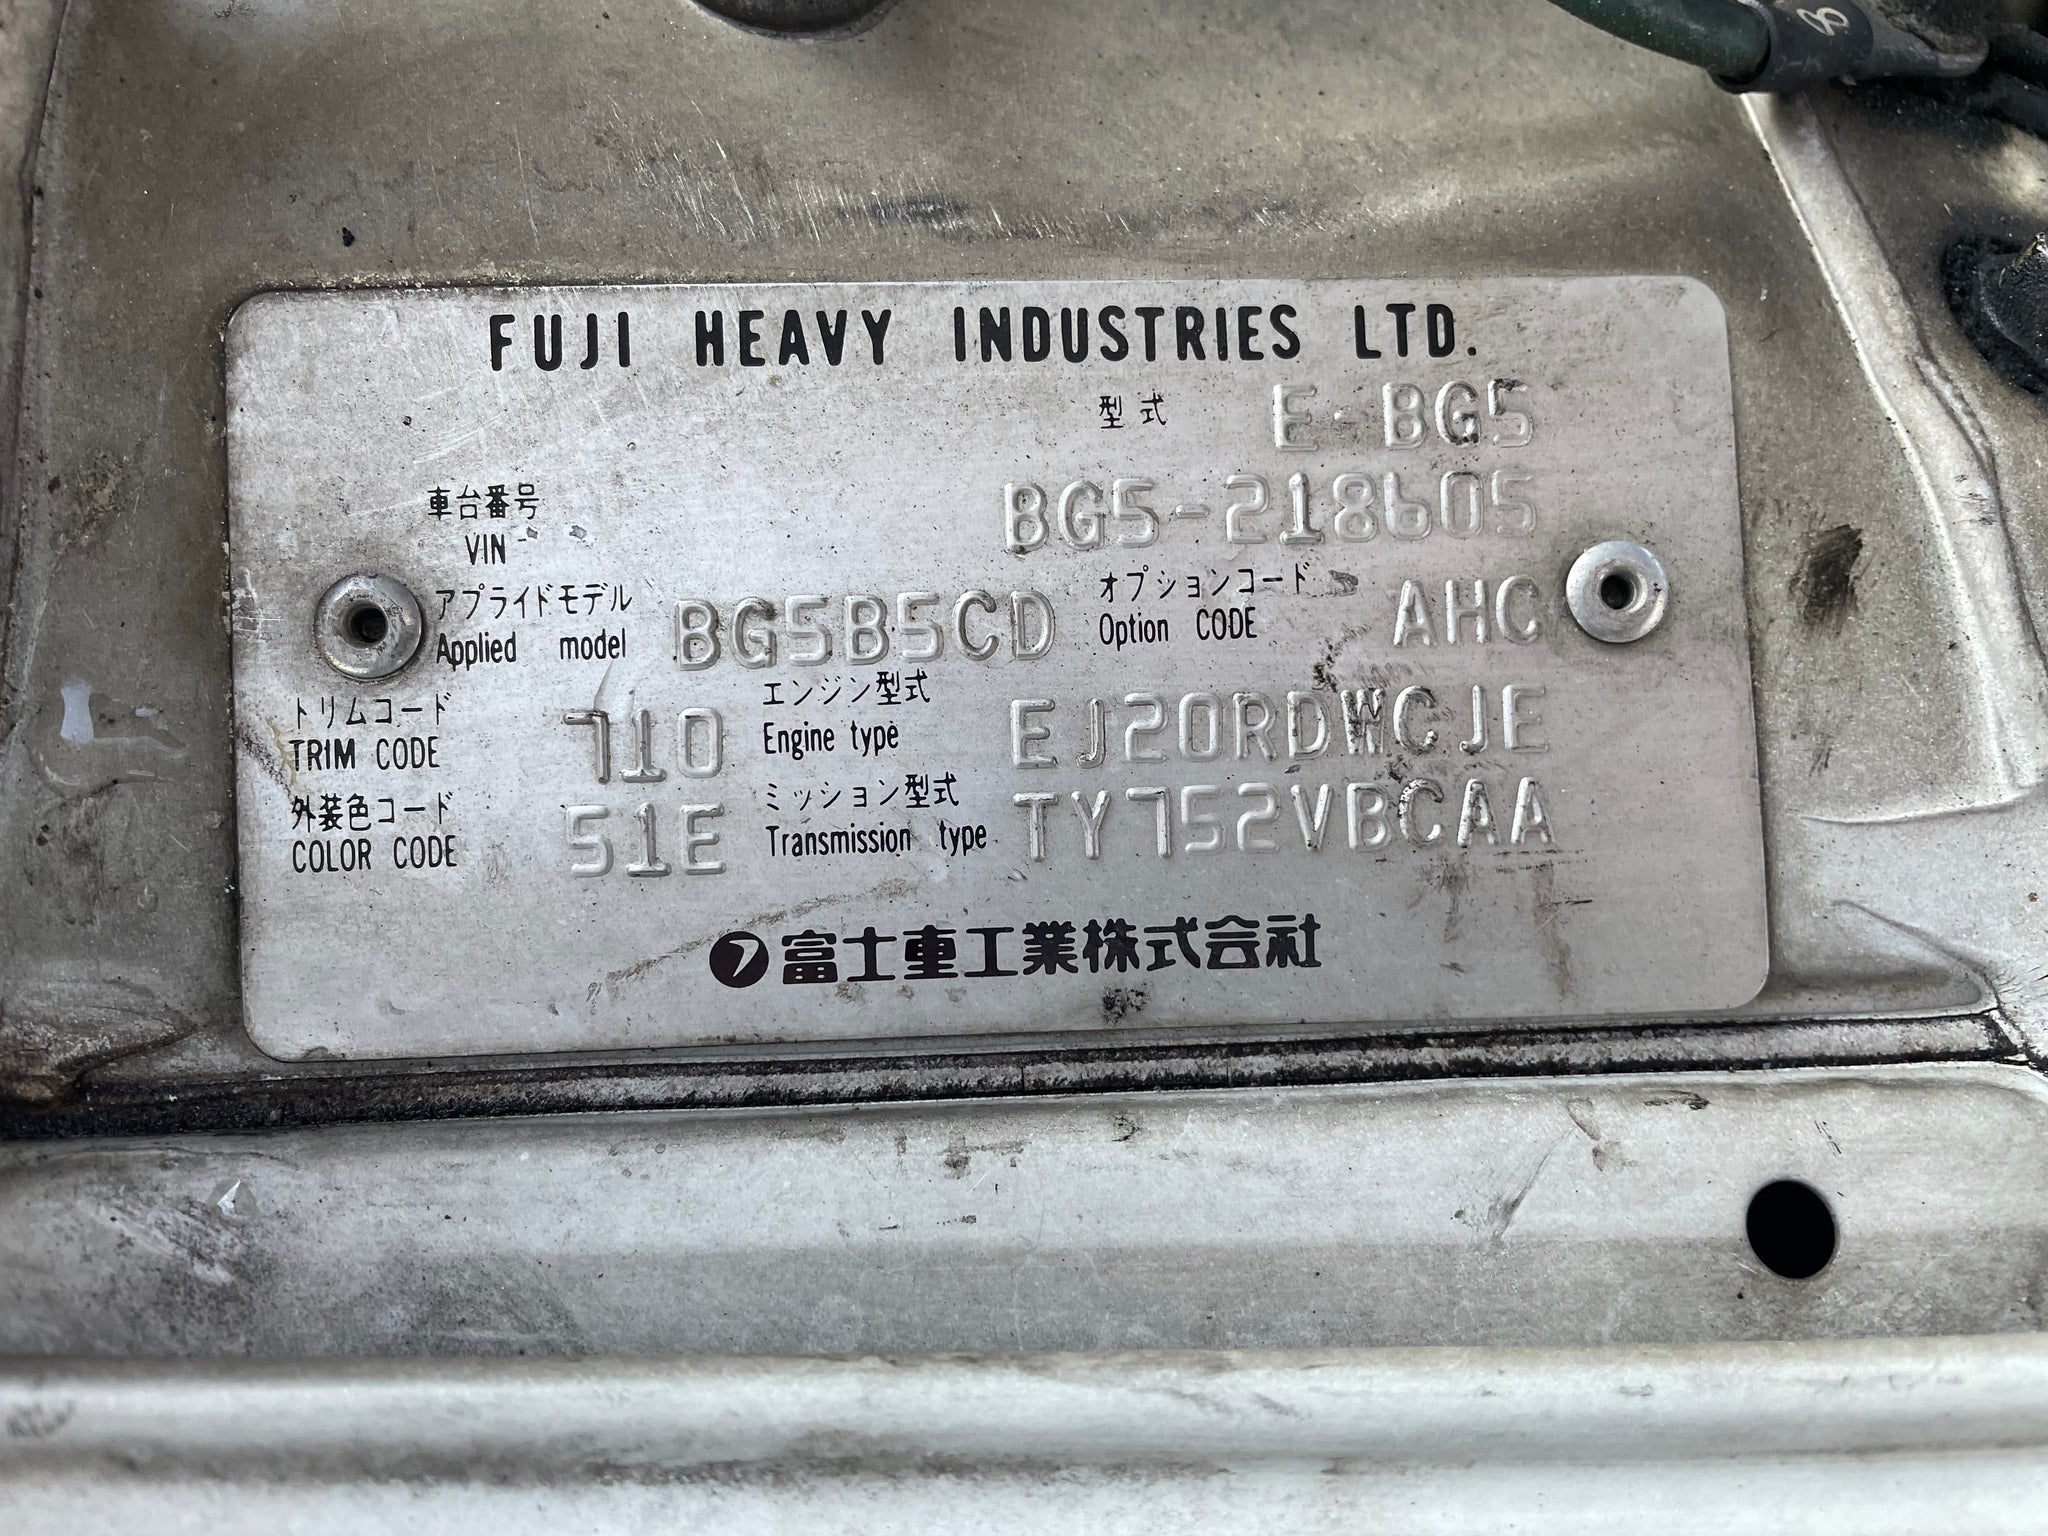 8
FUJI HEAVY INDUSTRIES LTD.
型式 E-BG5
車台番号 BG5-218605
VIN
アプライドモデル オプションコード
Applied model BG5B5CD Option CODE AHC
トリムコード エンジン型式
TRIM CODE 710 Engine type EJ20RDWCJE
外装色コード ミッション型式
COLOR CODE 51E Transmission type TY752VBCAA
フ富士重工業株式会社